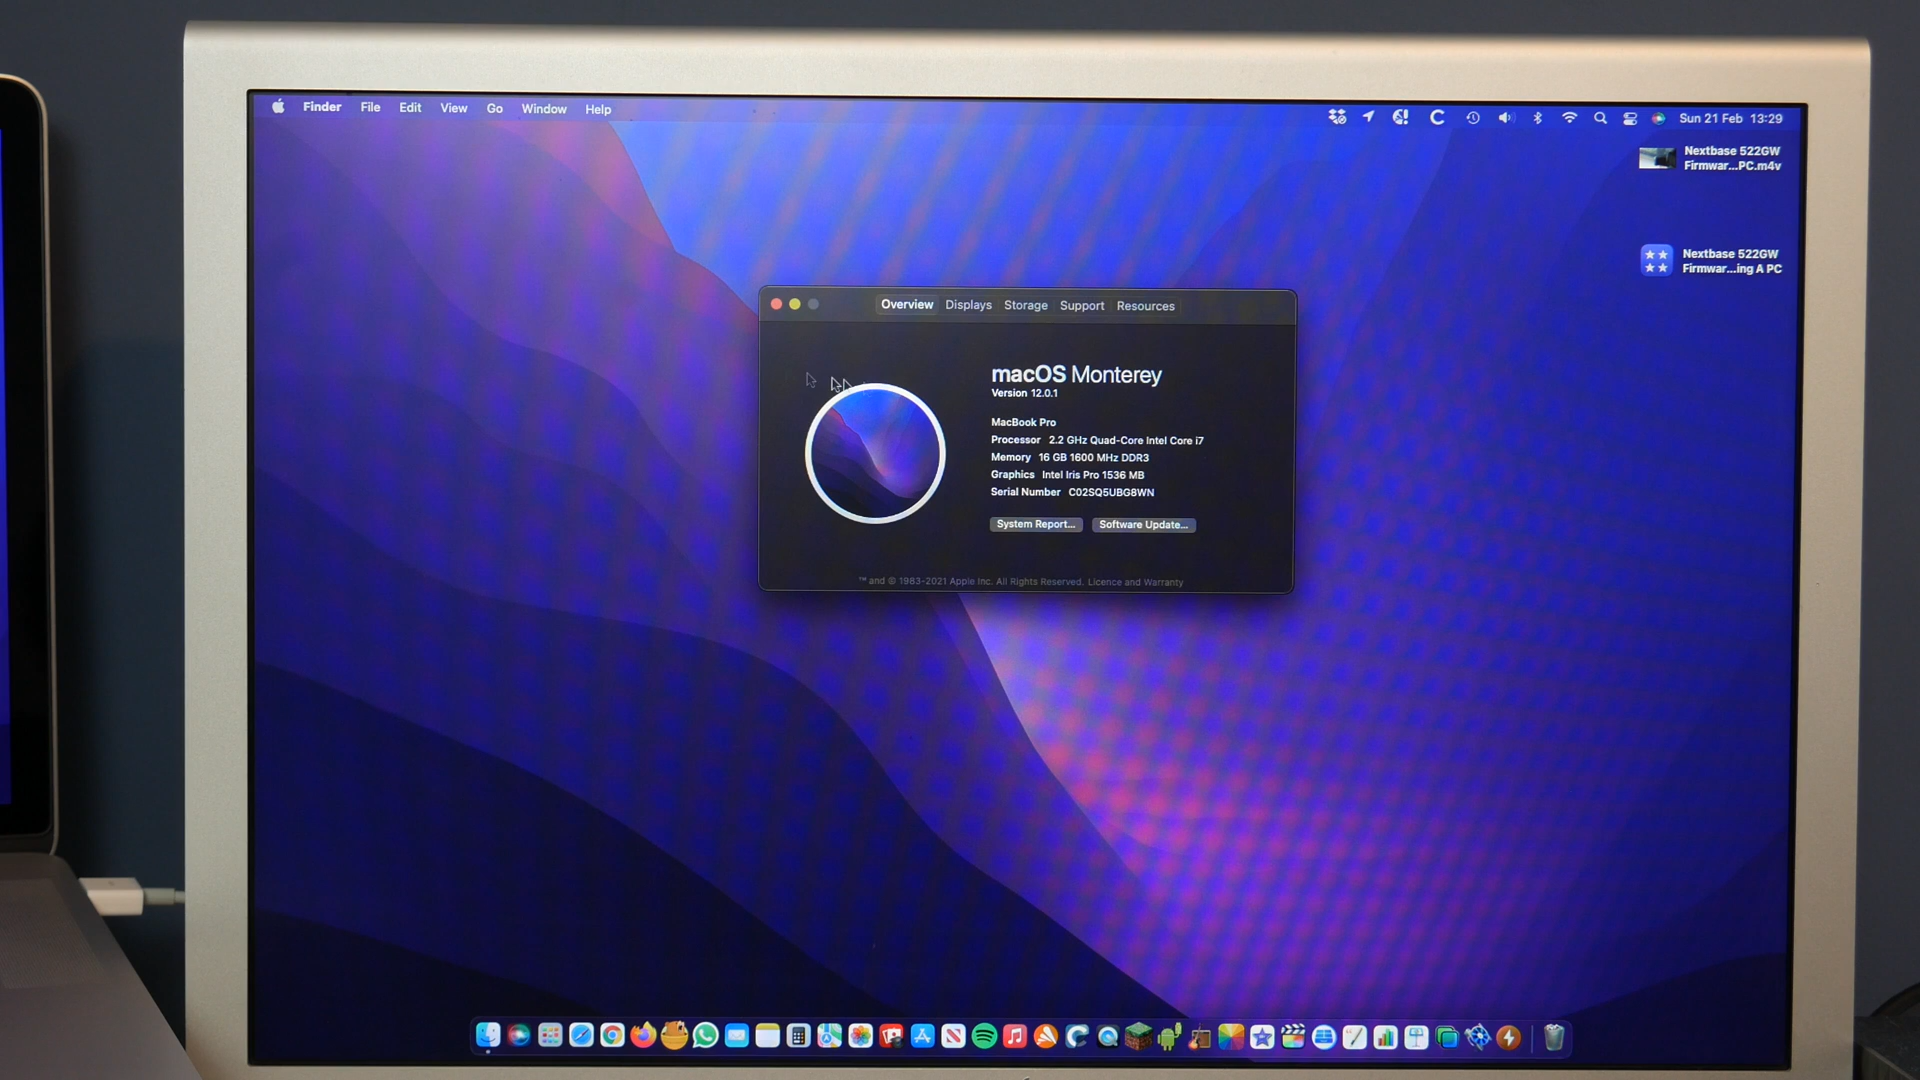 Finder File Edit View Go Window Help
Sun 21 Feb 13:29
Nextbase 522GW
Firmwar...PC.m4v
Nextbase 522GW
Firmwar...ing A PC
Overview Displays Storage Support Resources
macOS Monterey
Version 12.0.1
MacBook Pro
Processor 2.2 GHz Quad-Core Intel Core i7
Memory 16 GB 1600 MHz DDR3
Graphics Intel Iris Pro 1536 MB
Serial Number C02SQ5UBG8WN
System Report... Software Update...
™ and © 1983-2021 Apple Inc. All Rights Reserved. Licence and Warranty